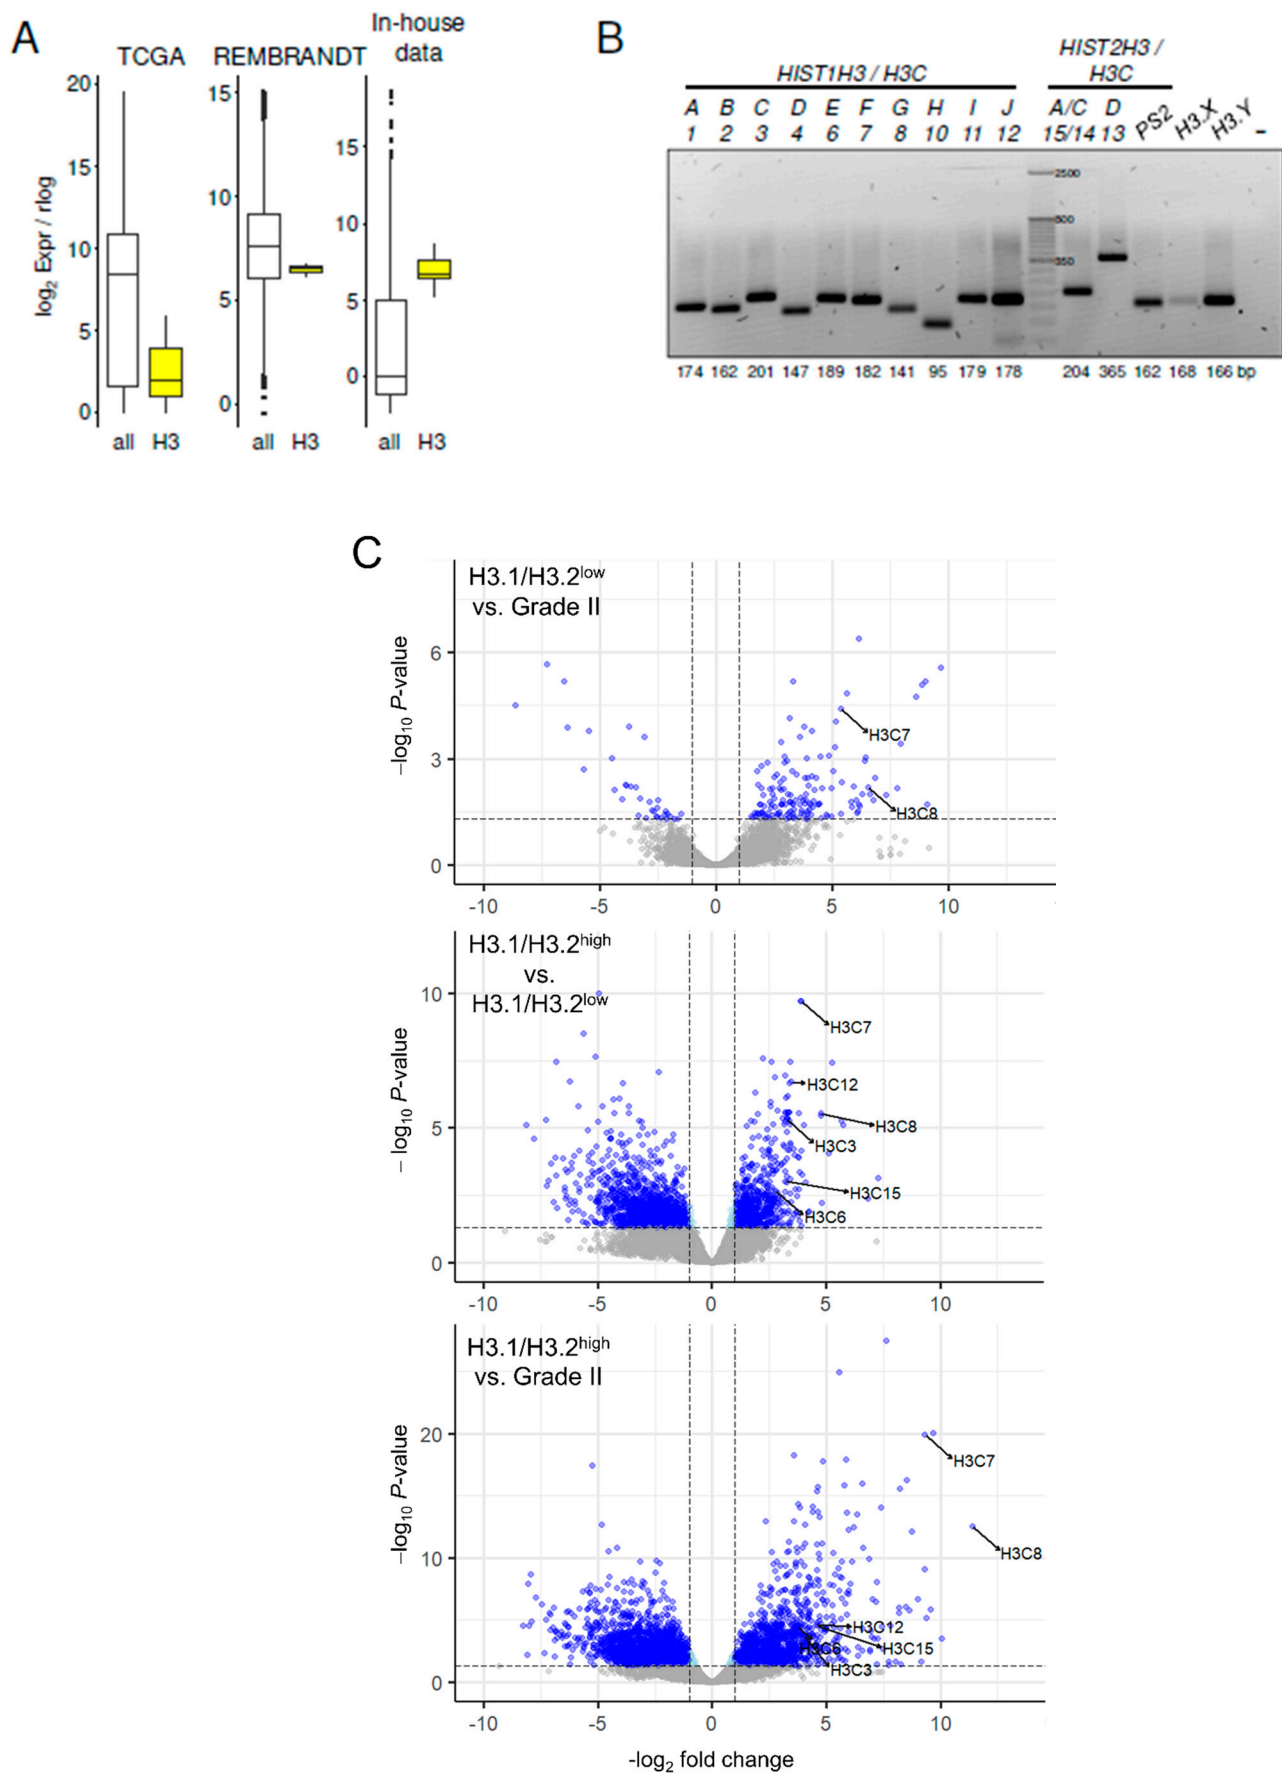 A
TCGA
REMBRANDT
In-house
data
log2 Expr / rlog
20
15
10
5
0
all H3
15
10
5
0
all H3
15
10
5
0
all H3
B
HIST1H3 / H3C
HIST2H3 /
H3C
A B C D E F G H I J A/C D PS2 H3.X H3.Y -
1 2 3 4 6 7 8 10 11 12 15/14 13
2500
500
350
174 162 201 147 189 182 141 95 179 178 204 365 162 168 166 bp
C
H3.1/H3.2low
vs. Grade II
−log10 P-value
6
3
0
H3C7
H3C8
-10 -5 0 5 10
H3.1/H3.2high
vs.
H3.1/H3.2low
− log10 P-value
10
5
0
H3C7
H3C12
H3C8
H3C3
H3C15
H3C6
-10 -5 0 5 10
H3.1/H3.2high
vs. Grade II
−log10 P-value
20
10
0
H3C7
H3C8
H3C12
H3C6
H3C15
H3C3
-10 -5 0 5 10
-log2 fold change